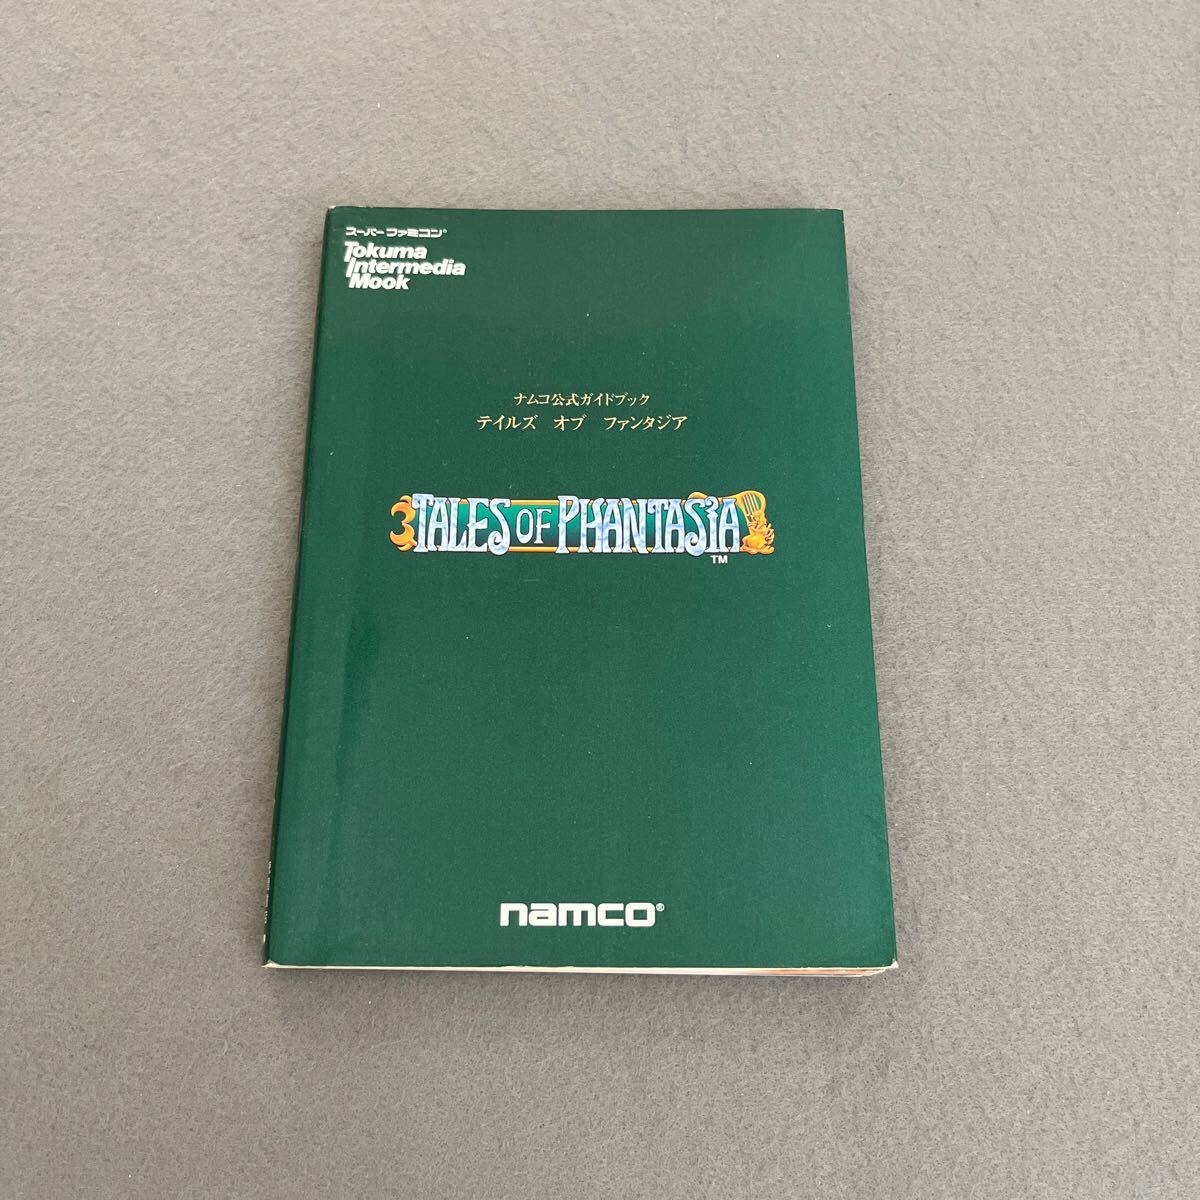 スーパーファミコン®
Tokuma
Intermedia
Mook
ナムコ公式ガイドブック
テイルズ オブ ファンタジア
TALES OF PHANTASIA
TM
namco®